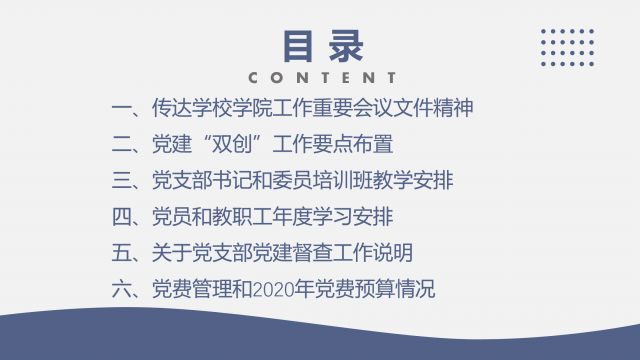 目录
CONTENT
一、传达学校学院工作重要会议文件精神
二、党建“双创”工作要点布置
三、党支部书记和委员培训班教学安排
四、党员和教职工年度学习安排
五、关于党支部党建督查工作说明
六、党费管理和2020年党费预算情况